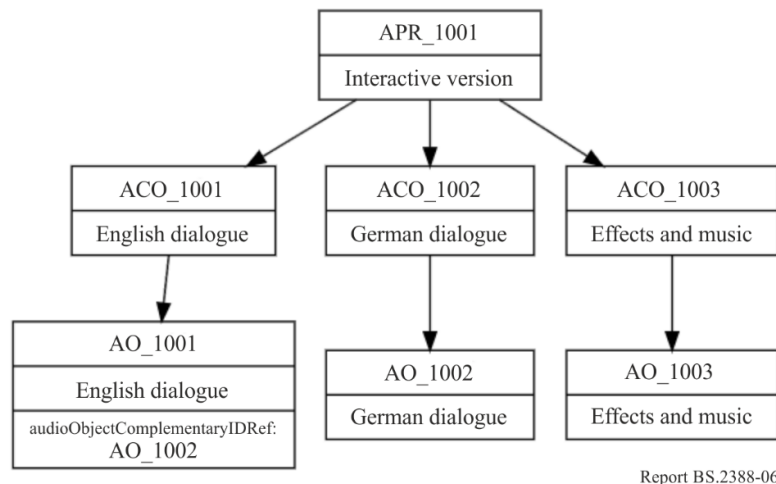 APR_1001
Interactive version
ACO_1001
ACO_1002
ACO_1003
English dialogue
German dialogue
Effects and music
AO_1001
English dialogue
audioObjectComplementaryIDRef:
AO_1002
AO_1002
German dialogue
AO_1003
Effects and music
Report BS.2388-06